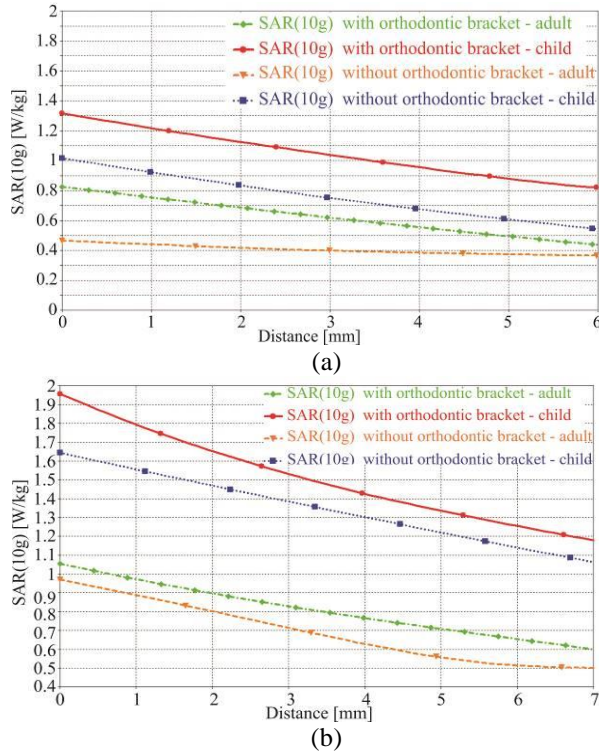 2
1.8
1.6
1.4
1.2
1
0.8
0.6
0.4
0.2
0
SAR(10g) [W/kg]
SAR(10g) with orthodontic bracket - adult
SAR(10g) with orthodontic bracket - child
SAR(10g) without orthodontic bracket - adult
SAR(10g) without orthodontic bracket - child
0 1 2 3 4 5 6
Distance [mm]
(a)
2
1.9
1.8
1.7
1.6
1.5
1.4
1.3
1.2
1.1
1
0.9
0.8
0.7
0.6
0.5
0.4
SAR(10g) [W/kg]
SAR(10g) with orthodontic bracket - adult
SAR(10g) with orthodontic bracket - child
SAR(10g) without orthodontic bracket - adult
SAR(10g) without orthodontic bracket - child
0 1 2 3 4 5 6 7
Distance [mm]
(b)